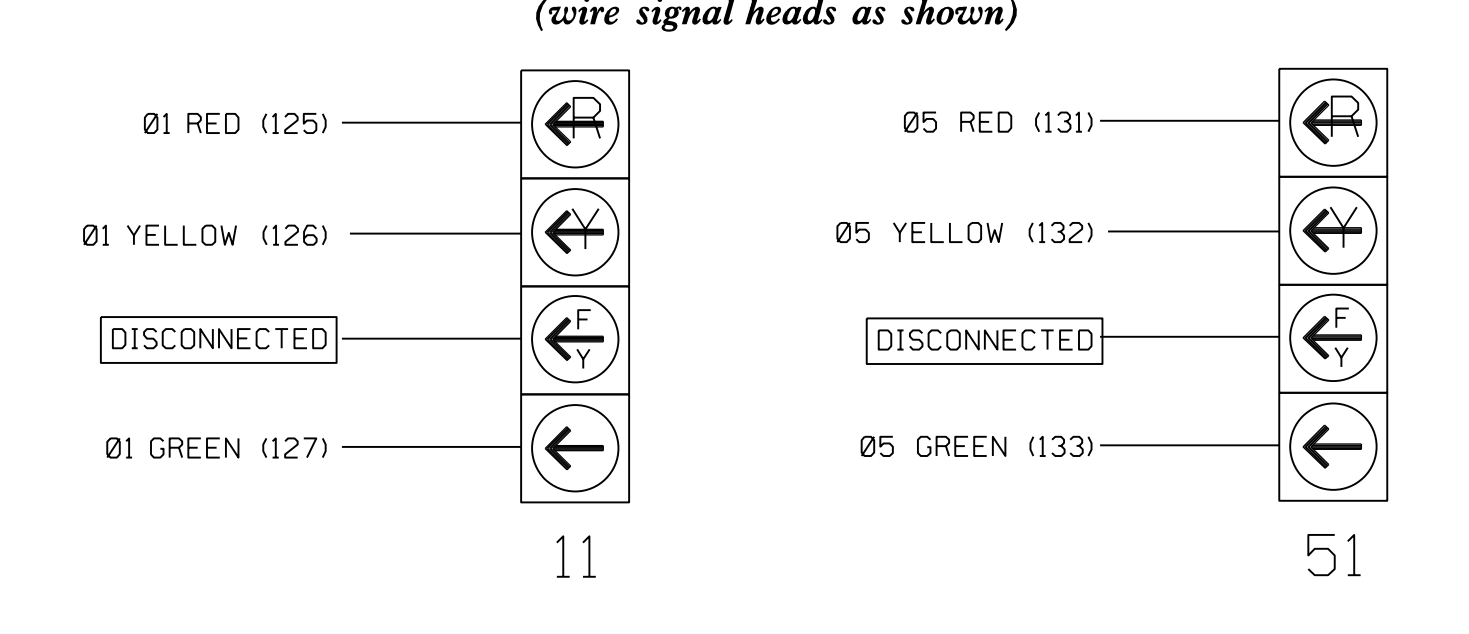 (wire signal heads as shown)
Ø1 RED (125)
R
Ø1 YELLOW (126)
Y
DISCONNECTED
F
Y
Ø1 GREEN (127)
11
Ø5 RED (131)
R
Ø5 YELLOW (132)
Y
DISCONNECTED
F
Y
Ø5 GREEN (133)
51